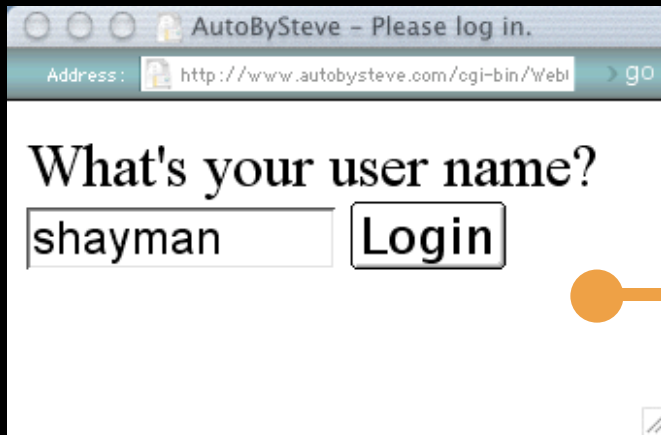 AutoBySteve – Please log in.
Address: http://www.autobysteve.com/cgi-bin/Web go
What's your user name?
shayman Login